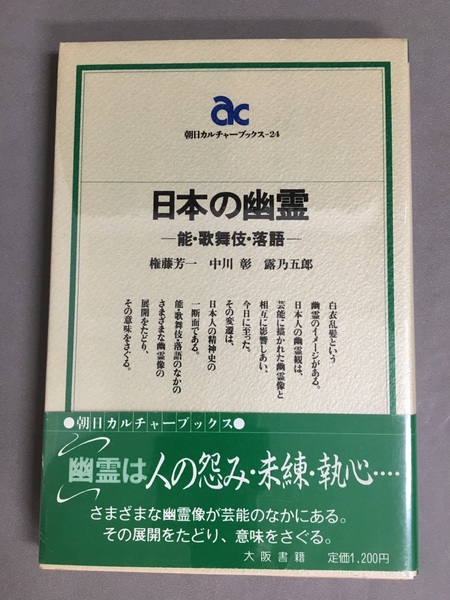 ac
朝日カルチャーブックス-24
日本の幽霊
―能・歌舞伎・落語―
権藤芳一 中川 彰 露乃五郎
白衣乱髪という
幽霊のイメージがある。
日本人の幽霊観は、
芸能に描かれた幽霊像と
相互に影響しあい、
今日に至った。
その変遷は、
日本人の精神史の
一断面である。
能・歌舞伎・落語のなかの
さまざまな幽霊像の
展開をたどり、
その意味をさぐる。
●朝日カルチャーブックス●
幽霊は人の怨み・未練・執心‥‥
さまざまな幽霊像が芸能のなかにある。
その展開をたどり、意味をさぐる。
大阪書籍 定価1,200円